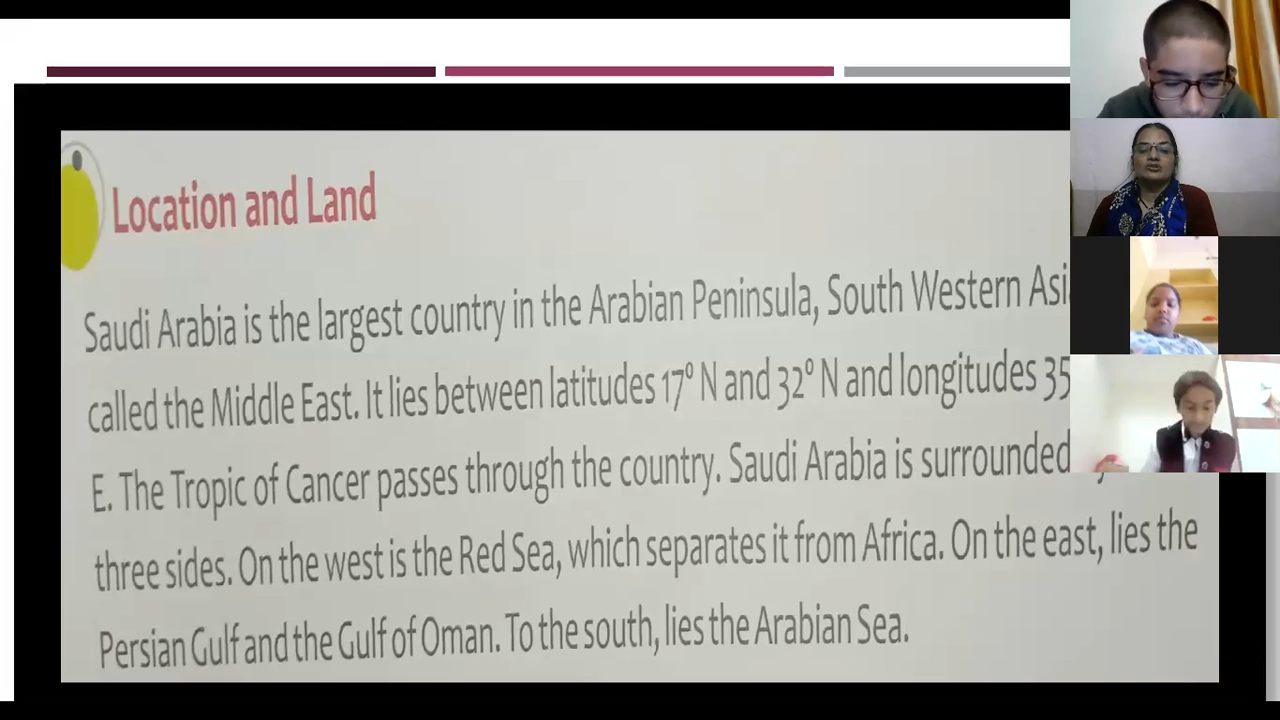 Location and Land
Saudi Arabia is the largest country in the Arabian Peninsula, South Western
called the Middle East. It lies between latitudes 17° N and 32° N and longitudes 35
E. The Tropic of Cancer passes through the country. Saudi Arabia is surrounded
three sides. On the west is the Red Sea, which separates it from Africa. On the east, lies the
Persian Gulf and the Gulf of Oman. To the south, lies the Arabian Sea.